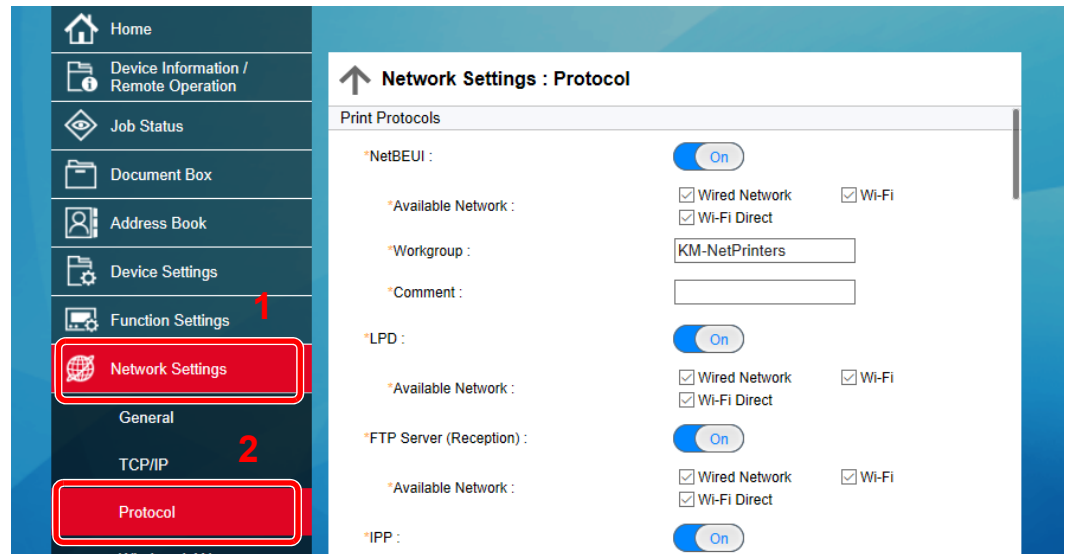 Home
Device Information /
Remote Operation
Job Status
Document Box
Address Book
Device Settings
1
Function Settings
Network Settings
General
2
TCP/IP
Protocol
Network Settings : Protocol
Print Protocols
*NetBEUI :
On
*Available Network :
Wired Network
Wi-Fi
Wi-Fi Direct
*Workgroup :
KM-NetPrinters
*Comment :
*LPD :
On
*Available Network :
Wired Network
Wi-Fi
Wi-Fi Direct
*FTP Server (Reception) :
On
*Available Network :
Wired Network
Wi-Fi
Wi-Fi Direct
*IPP :
On